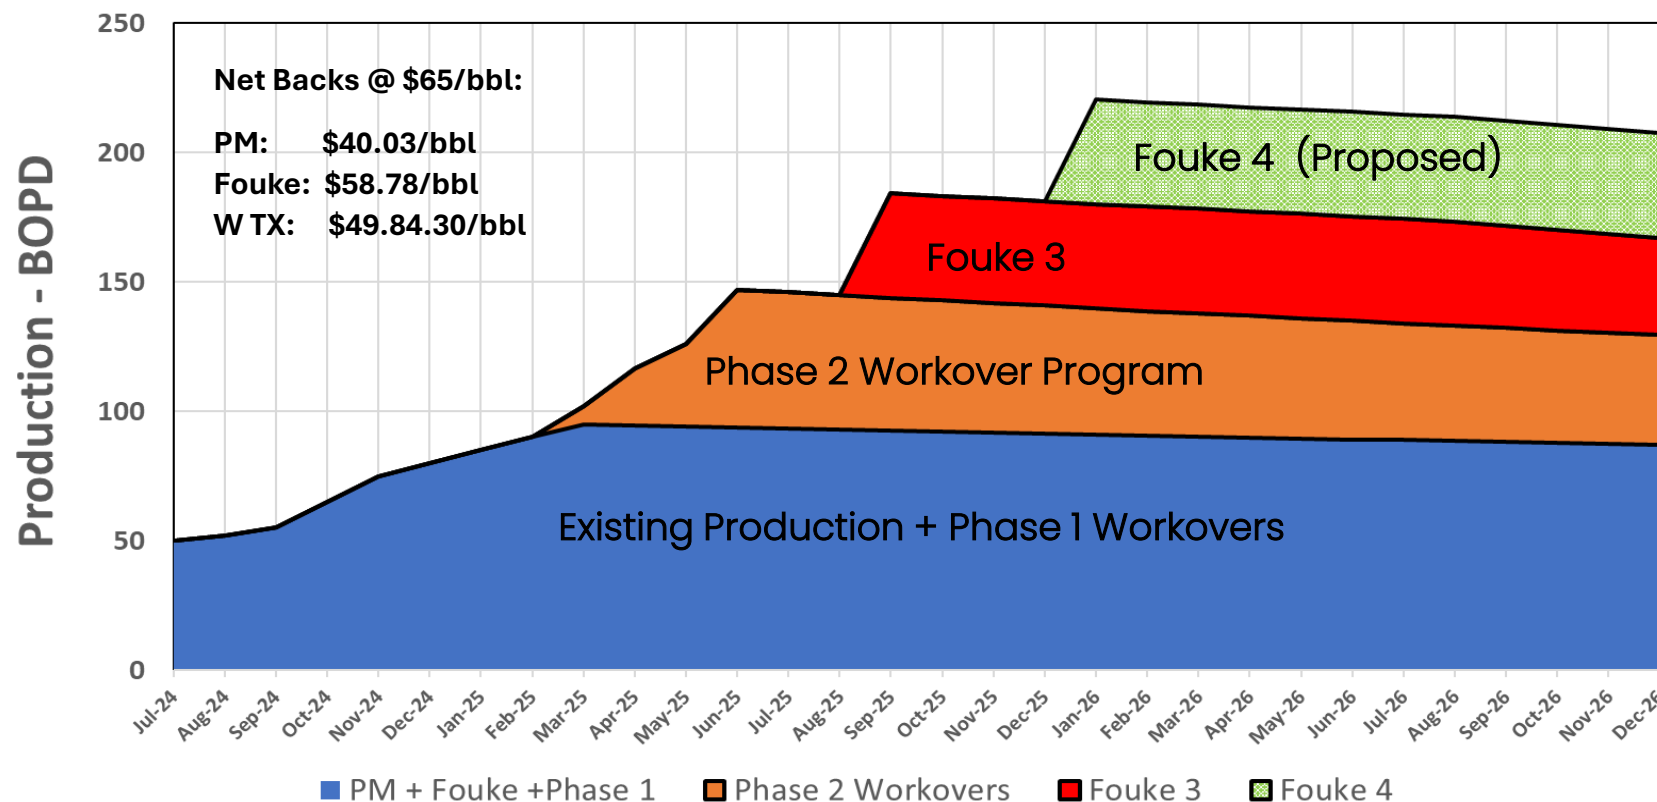 250
200
150
100
50
0
Production - BOPD
Net Backs @ $65/bbl:
PM: $40.03/bbl
Fouke: $58.78/bbl
W TX: $49.84.30/bbl
Fouke 4 (Proposed)
Fouke 3
Phase 2 Workover Program
Existing Production + Phase 1 Workovers
Jul-24
Aug-24
Sep-24
Oct-24
Nov-24
Dec-24
Jan-25
Feb-25
Mar-25
Apr-25
May-25
Jun-25
Jul-25
Aug-25
Sep-25
Oct-25
Nov-25
Dec-25
Jan-26
Feb-26
Mar-26
Apr-26
May-26
Jun-26
Jul-26
Aug-26
Sep-26
Oct-26
Nov-26
Dec-26
PM + Fouke +Phase 1
Phase 2 Workovers
Fouke 3
Fouke 4